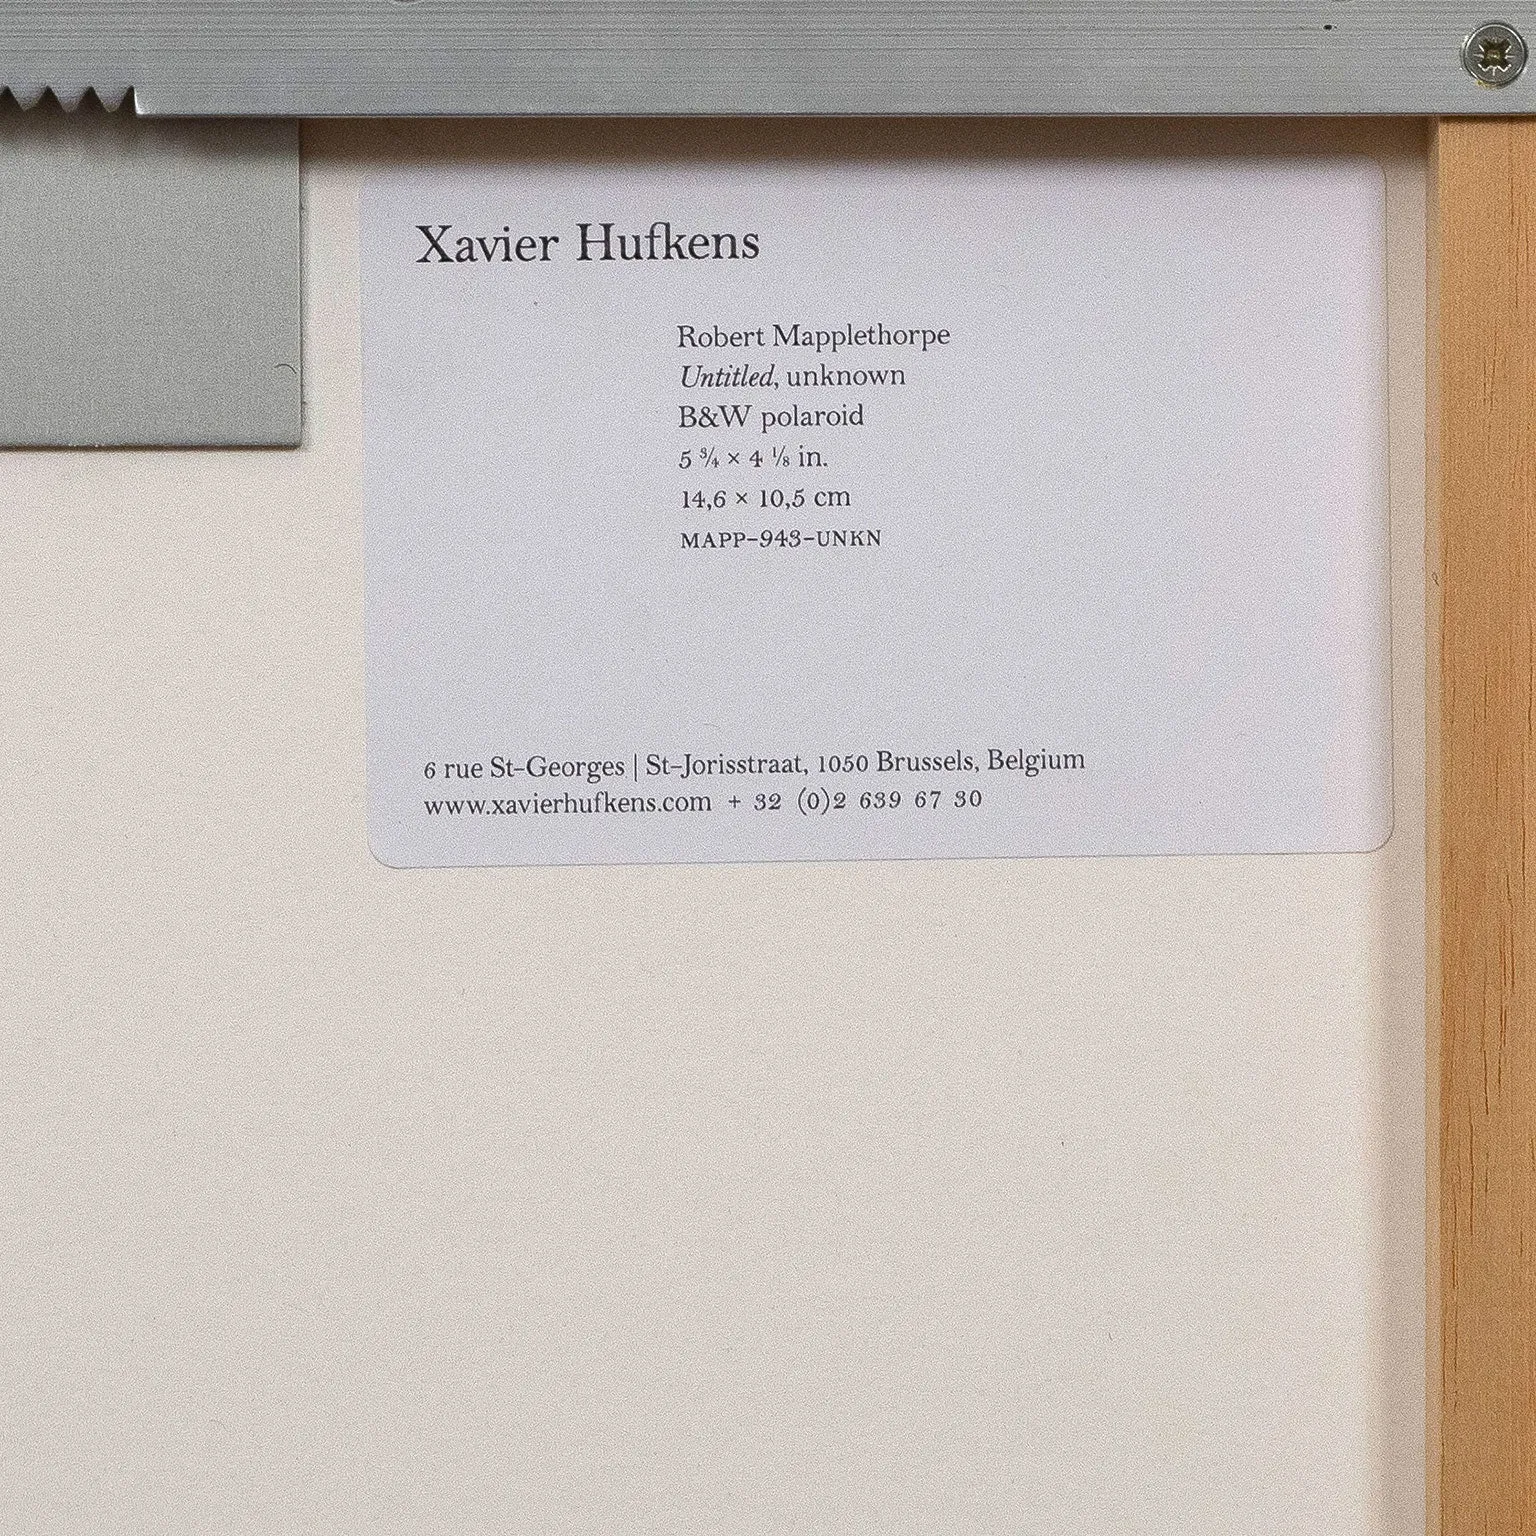 Xavier Hufkens
Robert Mapplethorpe
Untitled, unknown
B&W polaroid
5 ¾ × 4 ⅛ in.
14,6 × 10,5 cm
MAPP–943–UNKN
6 rue St–Georges | St–Jorisstraat, 1050 Brussels, Belgium
www.xavierhufkens.com + 32 (0)2 639 67 30